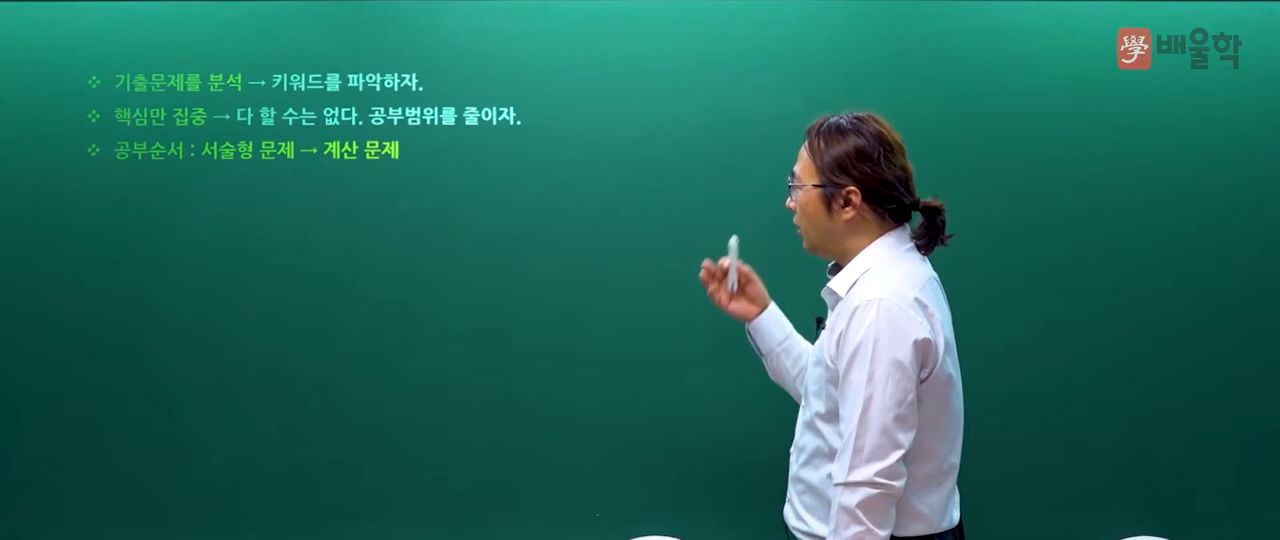 學 배울학
❖ 기출문제를 분석 → 키워드를 파악하자.
❖ 핵심만 집중 → 다 할 수는 없다. 공부범위를 줄이자.
❖ 공부순서 : 서술형 문제 → 계산 문제